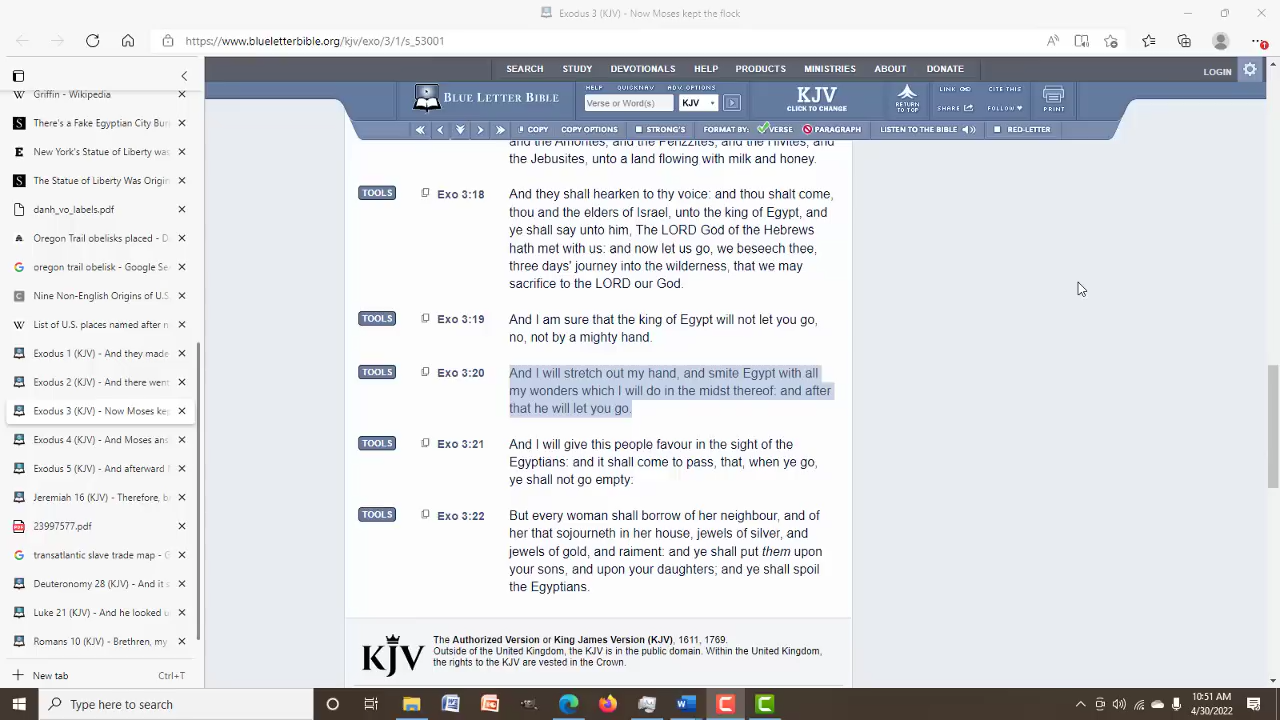 Exodus 3 (KJV) - Now Moses kept the flock
https://www.blueletterbible.org/kjv/exo/3/1/s_53001
Griffin - Wikipedia
There's a Fake Egyptian City Buri
New York's Statue of Liberty was
The Statue of Liberty Was Origin
danh_vo_labels.pdf
Oregon Trail obelisks placed - D
oregon trail obelisk - Google Se
Nine Non-English Origins of U.S.
List of U.S. places named after n
Exodus 1 (KJV) - And they made
Exodus 2 (KJV) - And there went
Exodus 3 (KJV) - Now Moses kep
Exodus 4 (KJV) - And Moses ans
Exodus 5 (KJV) - And afterward
Jeremiah 16 (KJV) - Therefore, b
23997577.pdf
transatlantic slave trade map - G
Deuteronomy 28 (KJV) - And it s
Luke 21 (KJV) - And he looked u
Romans 10 (KJV) - Brethren, my
New tab Ctrl+T
SEARCH STUDY DEVOTIONALS HELP PRODUCTS MINISTRIES ABOUT DONATE
LOGIN
BLUE LETTER BIBLE
HELP QUICKNAV ADV. OPTIONS
Verse or Word(s) KJV
KJV
CLICK TO CHANGE
RETURN
TO TOP
LINK CITE THIS
SHARE FOLLOW
PRINT
COPY COPY OPTIONS STRONG'S FORMAT BY: VERSE PARAGRAPH LISTEN TO THE BIBLE RED-LETTER
and the Amorites, and the Perizzites, and the Hivites, and
the Jebusites, unto a land flowing with milk and honey.
TOOLS Exo 3:18 And they shall hearken to thy voice: and thou shalt come,
thou and the elders of Israel, unto the king of Egypt, and
ye shall say unto him, The LORD God of the Hebrews
hath met with us: and now let us go, we beseech thee,
three days' journey into the wilderness, that we may
sacrifice to the LORD our God.
TOOLS Exo 3:19 And I am sure that the king of Egypt will not let you go,
no, not by a mighty hand.
TOOLS Exo 3:20 And I will stretch out my hand, and smite Egypt with all
my wonders which I will do in the midst thereof: and after
that he will let you go.
TOOLS Exo 3:21 And I will give this people favour in the sight of the
Egyptians: and it shall come to pass, that, when ye go,
ye shall not go empty:
TOOLS Exo 3:22 But every woman shall borrow of her neighbour, and of
her that sojourneth in her house, jewels of silver, and
jewels of gold, and raiment: and ye shall put them upon
your sons, and upon your daughters; and ye shall spoil
the Egyptians.
KJV
The Authorized Version or King James Version (KJV), 1611, 1769.
Outside of the United Kingdom, the KJV is in the public domain. Within the United Kingdom,
the rights to the KJV are vested in the Crown.
Type here to search
10:51 AM
4/30/2022